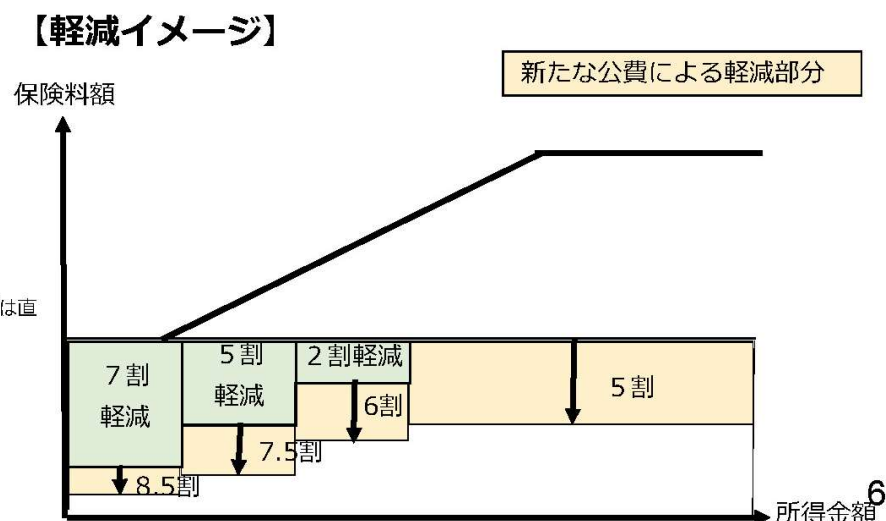 【軽減イメージ】
新たな公費による軽減部分
保険料額
は直
7割
軽減
5割
軽減
2割軽減
5割
6割
7.5割
8.5割
所得金額
6